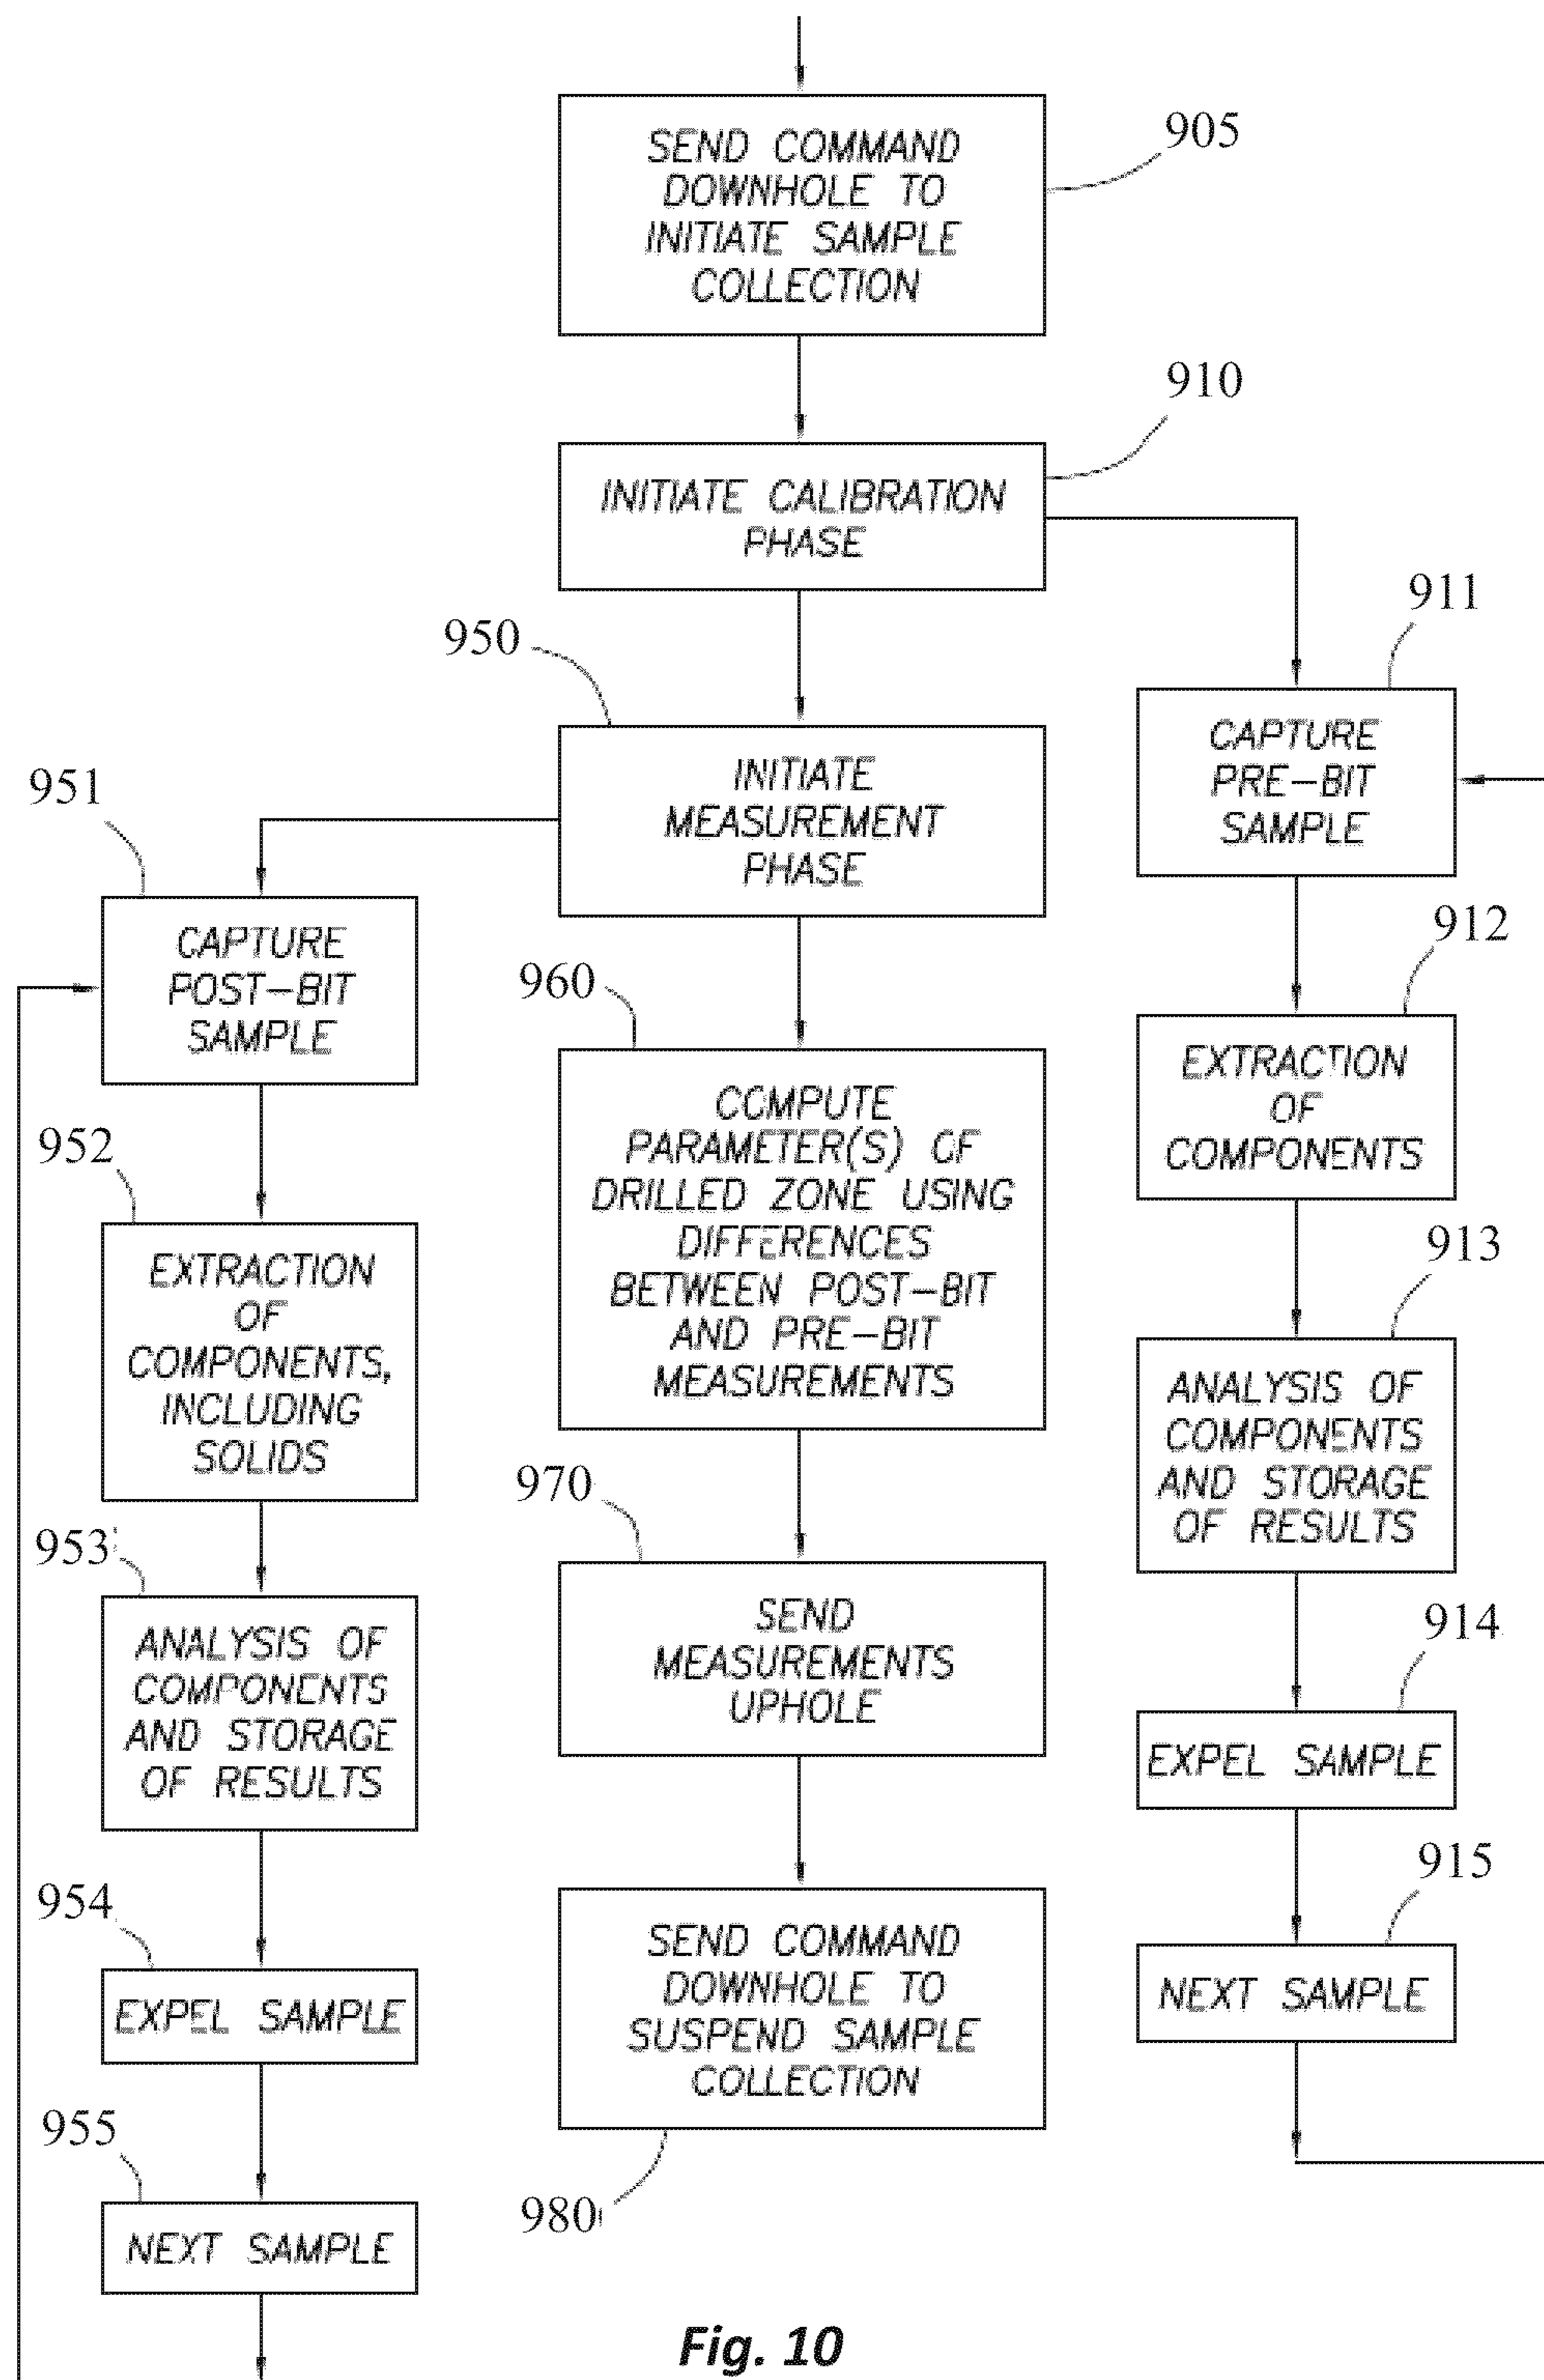 905
SEND COMMAND
DOWNHOLE TO
INITIATE SAMPLE
COLLECTION
910
INITIATE CALIBRATION
PHASE
911
CAPTURE
PRE-BIT
SAMPLE
912
EXTRACTION
OF
COMPONENTS
913
ANALYSIS OF
COMPONENTS
AND STORAGE
OF RESULTS
914
EXPEL SAMPLE
915
NEXT SAMPLE
950
INITIATE
MEASUREMENT
PHASE
951
CAPTURE
POST-BIT
SAMPLE
952
EXTRACTION
OF
COMPONENTS,
INCLUDING
SOLIDS
953
ANALYSIS OF
COMPONENTS
AND STORAGE
OF RESULTS
954
EXPEL SAMPLE
955
NEXT SAMPLE
960
COMPUTE
PARAMETER(S) OF
DRILLED ZONE USING
DIFFERENCES
BETWEEN POST-BIT
AND PRE-BIT
MEASUREMENTS
970
SEND
MEASUREMENTS
UPHOLE
SEND COMMAND
DOWNHOLE TO
SUSPEND SAMPLE
COLLECTION
980
Fig. 10